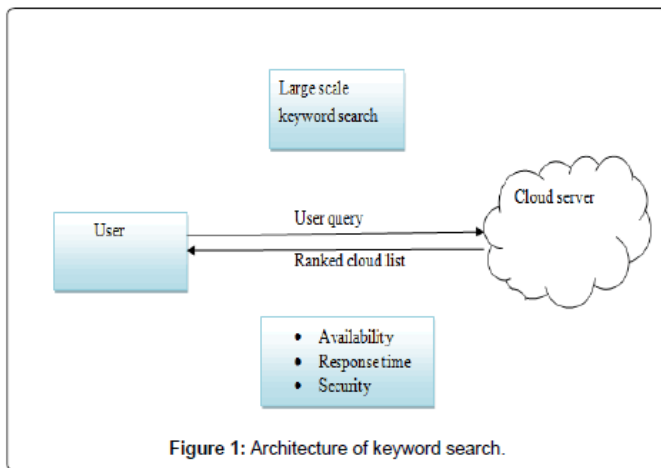 Large scale
keyword search
Cloud server
User query
User
Ranked cloud list
• Availability
• Response time
• Security
Figure 1: Architecture of keyword search.